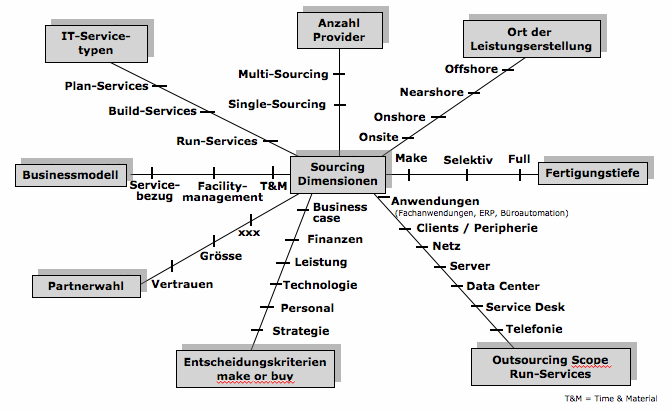 IT-Service-
typen
Anzahl
Provider
Ort der
Leistungserstellung
Plan-Services
Build-Services
Run-Services
Multi-Sourcing
Single-Sourcing
Offshore
Nearshore
Onshore
Onsite
Businessmodell
Service-
bezug
Facility-
management
T&M
Sourcing
Dimensionen
Make
Selektiv
Full
Fertigungstiefe
Partnerwahl
Vertrauen
Grösse
xxx
Business
case
Finanzen
Leistung
Technologie
Personal
Strategie
Entscheidungskriterien
make or buy
Anwendungen
(Fachanwendungen, ERP, Büroautomation)
Clients / Peripherie
Netz
Server
Data Center
Service Desk
Telefonie
Outsourcing Scope
Run-Services
T&M = Time & Material